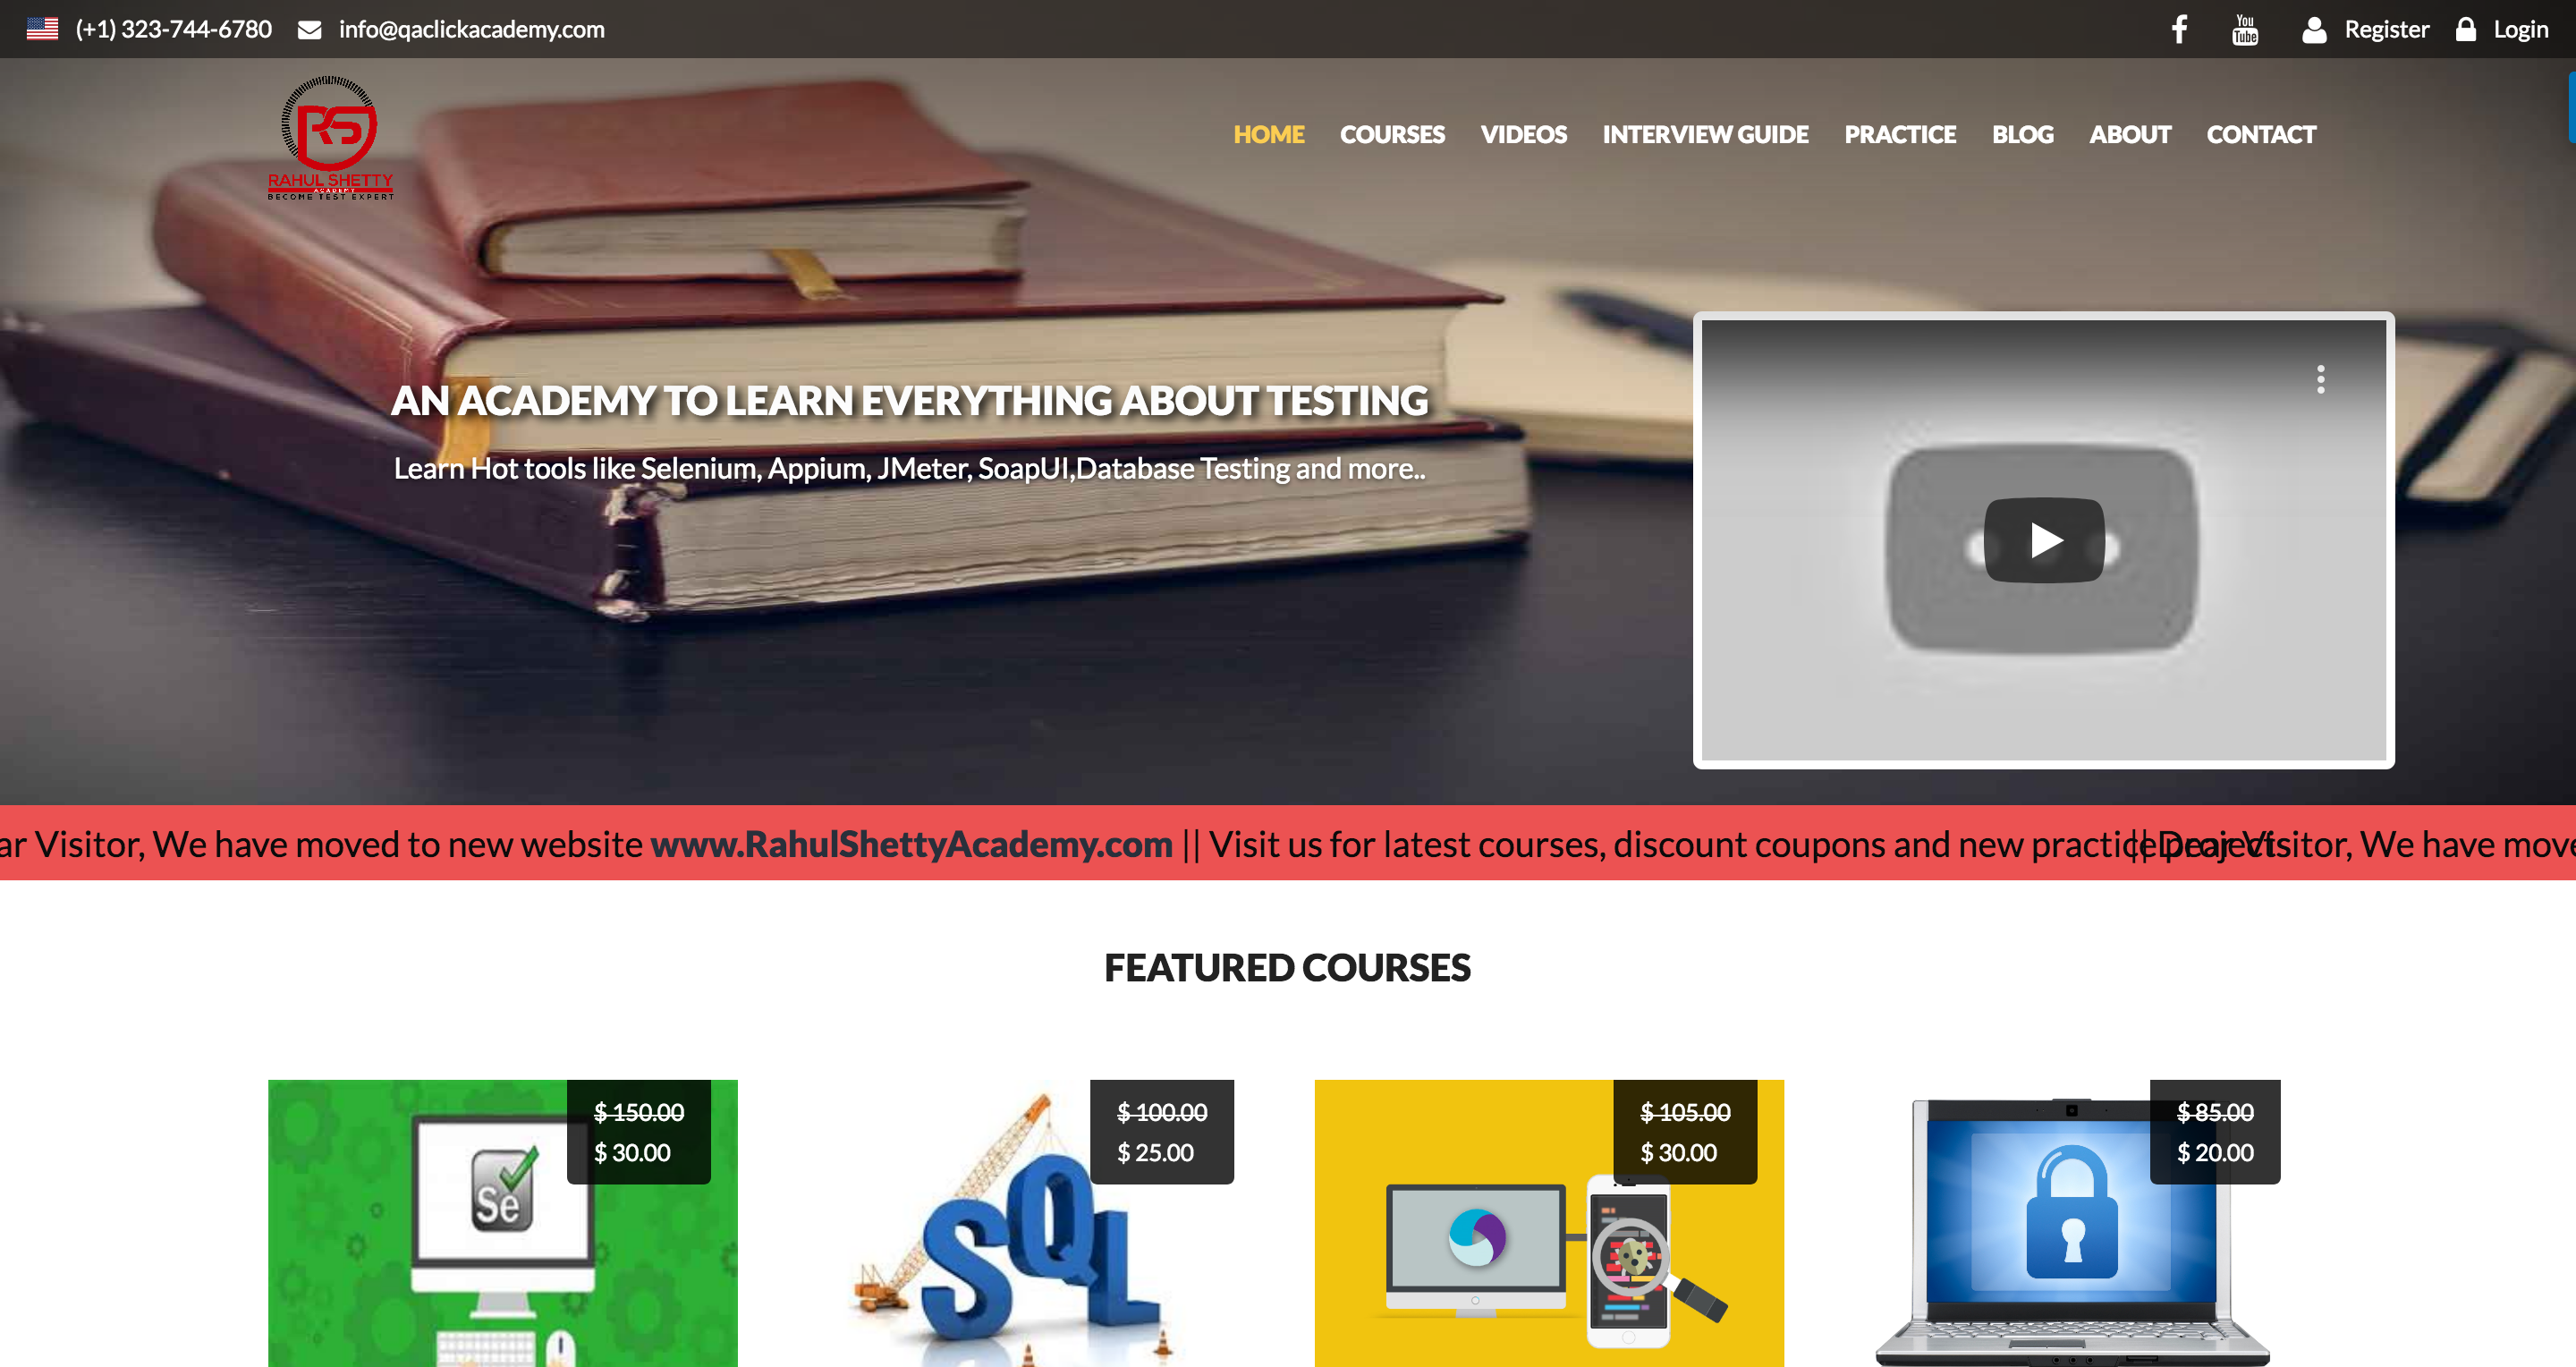 (+1) 323-744-6780 info@qaclickacademy.com
You
Tube
Register Login
RS
RAHUL SHETTY
ACADEMY
BECOME TEST EXPERT
HOME COURSES VIDEOS INTERVIEW GUIDE PRACTICE BLOG ABOUT CONTACT
AN ACADEMY TO LEARN EVERYTHING ABOUT TESTING
Learn Hot tools like Selenium, Appium, JMeter, SoapUI,Database Testing and more..
ar Visitor, We have moved to new website www.RahulShettyAcademy.com || Visit us for latest courses, discount coupons and new practice projects
|| Dear Visitor, We have move
FEATURED COURSES
$ 150.00
$ 30.00
Se
$ 100.00
$ 25.00
SQL
$ 105.00
$ 30.00
$ 85.00
$ 20.00